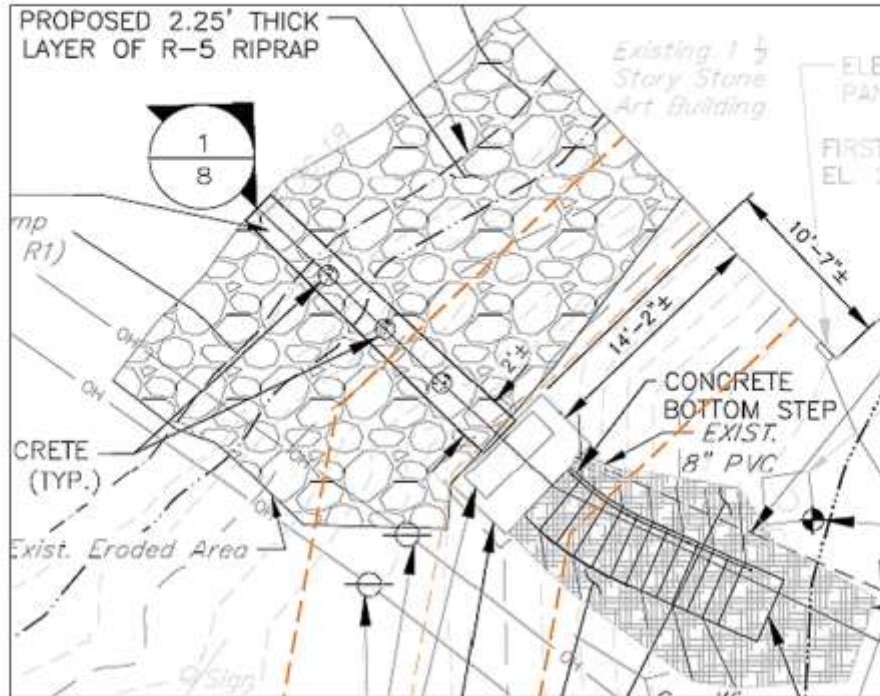 PROPOSED 2.25' THICK
LAYER OF R-5 RIPRAP
Existing 1 ½
Story Stone
Art Building
1
8
R1)
10'-7"±
14'-2"±
2'±
CONCRETE
BOTTOM STEP
EXIST.
8" PVC
CRETE
(TYP.)
Exist. Eroded Area
OH
OH
OH
OH
Sign